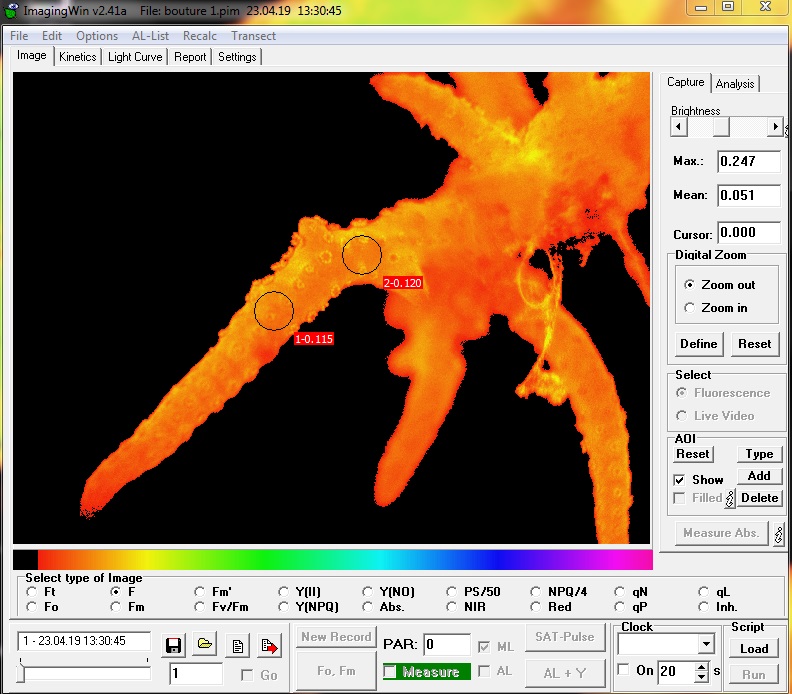 ImagingWin v2.41a File: bouture 1.pim 23.04.19 13:30:45
File Edit Options AL-List Recalc Transect
Image Kinetics Light Curve Report Settings
Capture Analysis
Brightness
Max.: 0.247
Mean: 0.051
Cursor: 0.000
Digital Zoom
Zoom out
Zoom in
Define Reset
Select
Fluorescence
Live Video
AOI
Reset Type
Show Add
Filled Delete
Measure Abs.
2-0.120
1-0.115
Select type of Image
Ft F Fm' Y(II) Y(NO) PS/50 NPQ/4 qN qL
Fo Fm Fv/Fm Y(NPQ) Abs. NIR Red qP Inh.
1 - 23.04.19 13:30:45
1 Go
New Record
Fo, Fm
PAR: 0 ML
Measure AL
SAT-Pulse
AL + Y
Clock
On 20 s
Script
Load
Run